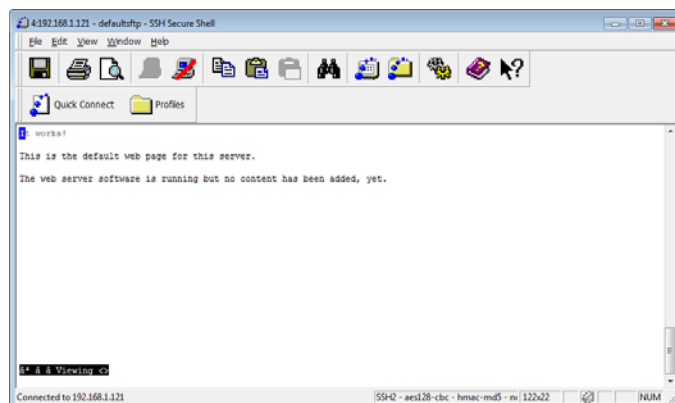 4:192.168.1.121 - defaultsftp - SSH Secure Shell
File Edit View Window Help
Quick Connect Profiles
It works!
This is the default web page for this server.
The web server software is running but no content has been added, yet.
Viewing <>
Connected to 192.168.1.121 SSH2 - aes128-cbc - hmac-md5 - 122x22 NUM